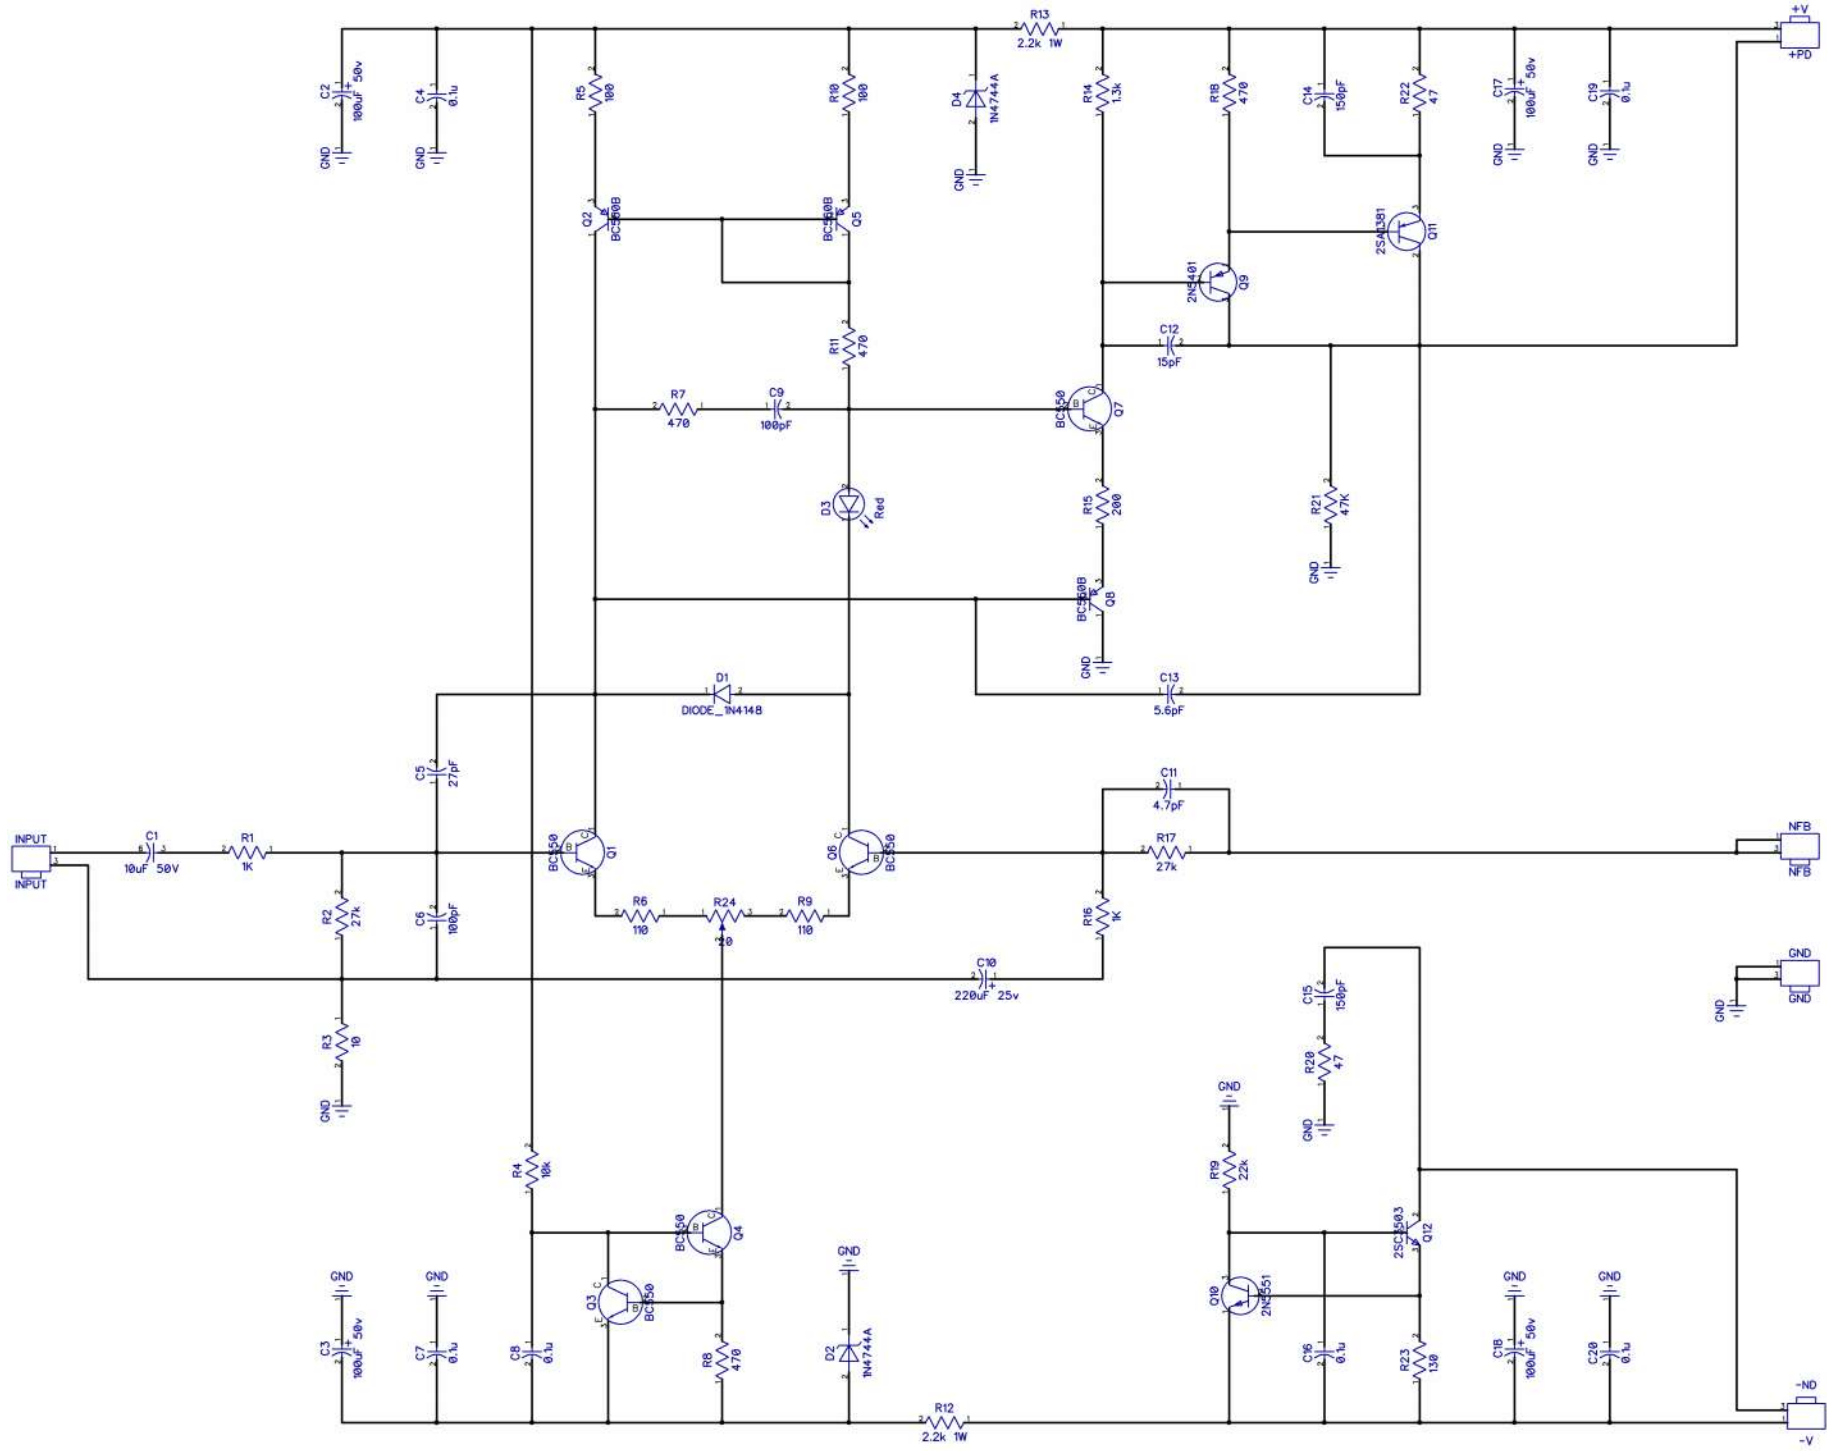 +V
+PD
R13
2.2k 1W
C2
100uF 50v
GND
C4
0.1u
GND
R5
100
R10
100
D4
1N4744A
GND
R14
1.3k
R18
470
C14
150pF
R22
47
C17
100uF 50v
GND
C19
0.1u
GND
Q2
BC560B
BC560B
Q5
2SA1381
Q11
2N5401
Q9
R11
470
C12
15pF
R7
470
C9
100pF
BC550
B
C
E
Q7
D3
Red
R15
200
R21
47K
GND
BC560B
Q8
GND
D1
DIODE_1N4148
C13
5.6pF
C5
27pF
C11
4.7pF
INPUT
INPUT
C1
10uF 50V
R1
1K
BC550
B
C
E
Q1
Q6
C
B
E
BC550
R17
27k
NFB
NFB
R2
27k
C6
100pF
R6
110
R24
20
R9
110
R16
1K
C10
220uF 25v
GND
GND
GND
C15
150pF
R3
10
GND
R20
47
GND
GND
R4
10k
R19
22k
BC550
B
C
E
Q4
2SC3503
Q12
GND
GND
GND
Q3
C
B
E
BC550
Q10
2N5551
GND
GND
C3
100uF 50v
C7
0.1u
C8
0.1u
R8
470
D2
1N4744A
C16
0.1u
R23
130
C18
100uF 50v
C20
0.1u
R12
2.2k 1W
-ND
-V